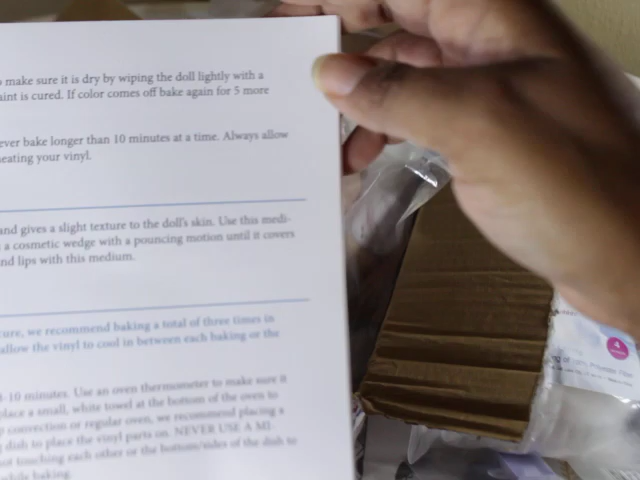 make sure it is dry by wiping the doll lightly with a
aint is cured. If color comes off bake again for 5 more
ever bake longer than 10 minutes at a time. Always allow
eating your vinyl.
and gives a slight texture to the doll's skin. Use this medi-
a cosmetic wedge with a pouncing motion until it covers
nd lips with this medium.
ure, we recommend baking a total of three times in
allow the vinyl to cool in between each baking or the
-10 minutes. Use an oven thermometer to make sure it
place a small, white towel at the bottom of the oven to
convection or regular oven, we recommend placing a
dish to place the vinyl parts on. NEVER USE A MI-
not touching each other or the bottom/sides of the dish to
while baking.
4